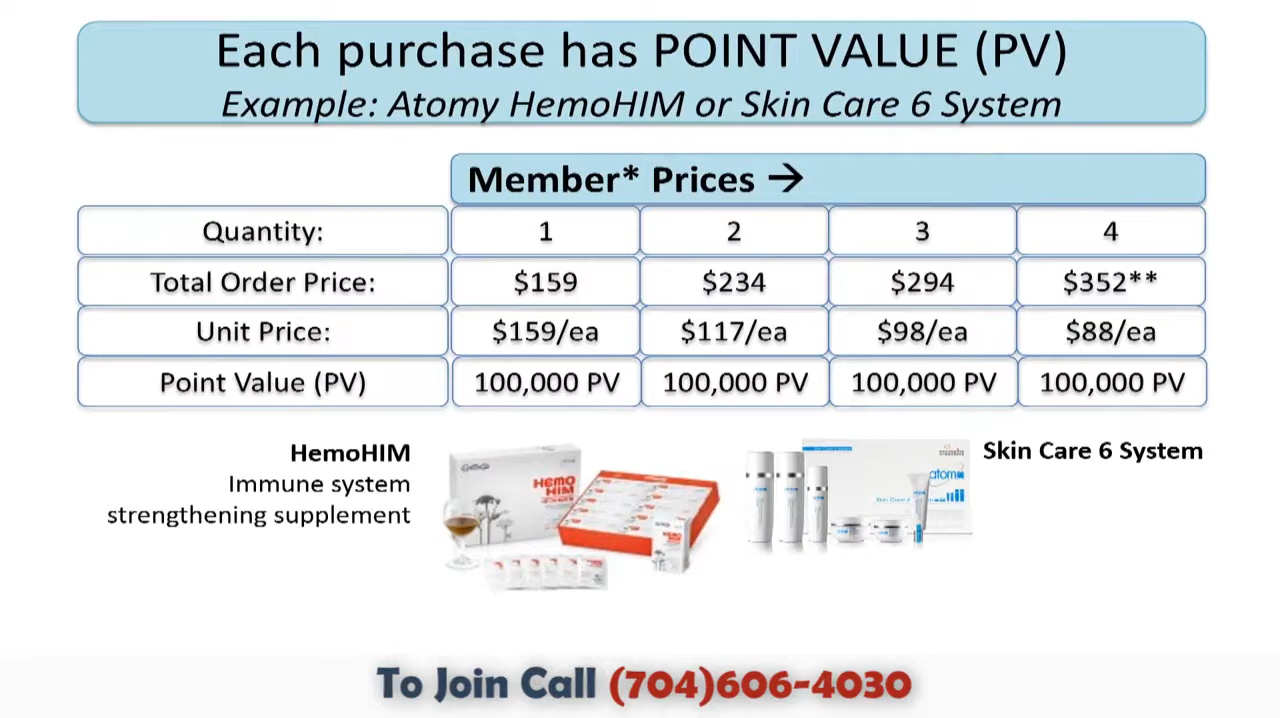 Each purchase has POINT VALUE (PV)
Example: Atomy HemoHIM or Skin Care 6 System
Member* Prices →
Quantity: 1 2 3 4
Total Order Price: $159 $234 $294 $352**
Unit Price: $159/ea $117/ea $98/ea $88/ea
Point Value (PV) 100,000 PV 100,000 PV 100,000 PV 100,000 PV
HemoHIM
Immune system
strengthening supplement
HEMO
HIM
Skin Care 6 System
atom
To Join Call (704)606-4030